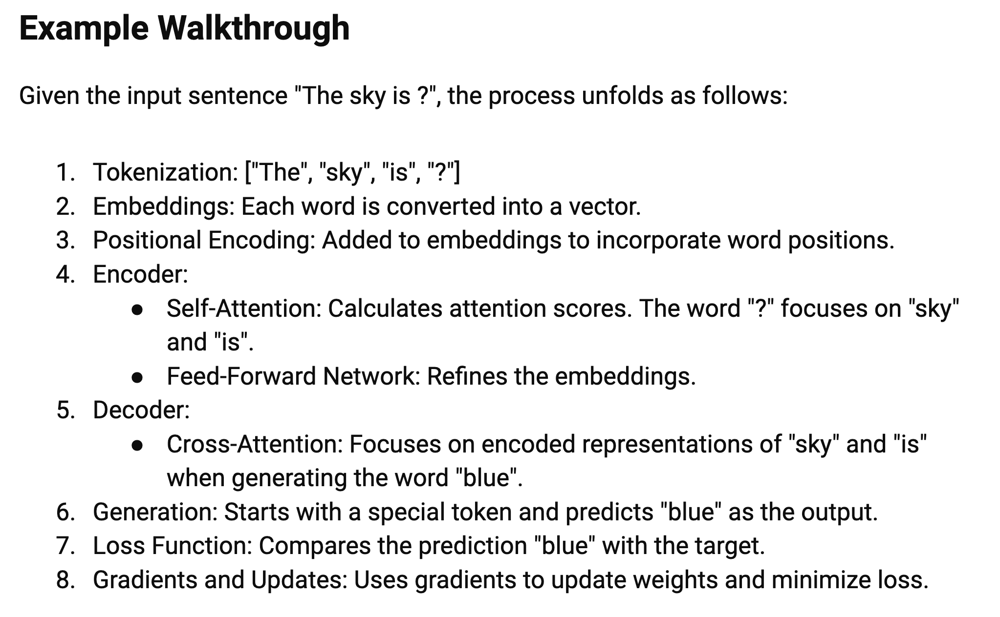 Example Walkthrough
Given the input sentence "The sky is ?", the process unfolds as follows:
1. Tokenization: ["The", "sky", "is", "?"]
2. Embeddings: Each word is converted into a vector.
3. Positional Encoding: Added to embeddings to incorporate word positions.
4. Encoder:
● Self-Attention: Calculates attention scores. The word "?" focuses on "sky"
and "is".
● Feed-Forward Network: Refines the embeddings.
5. Decoder:
● Cross-Attention: Focuses on encoded representations of "sky" and "is"
when generating the word "blue".
6. Generation: Starts with a special token and predicts "blue" as the output.
7. Loss Function: Compares the prediction "blue" with the target.
8. Gradients and Updates: Uses gradients to update weights and minimize loss.